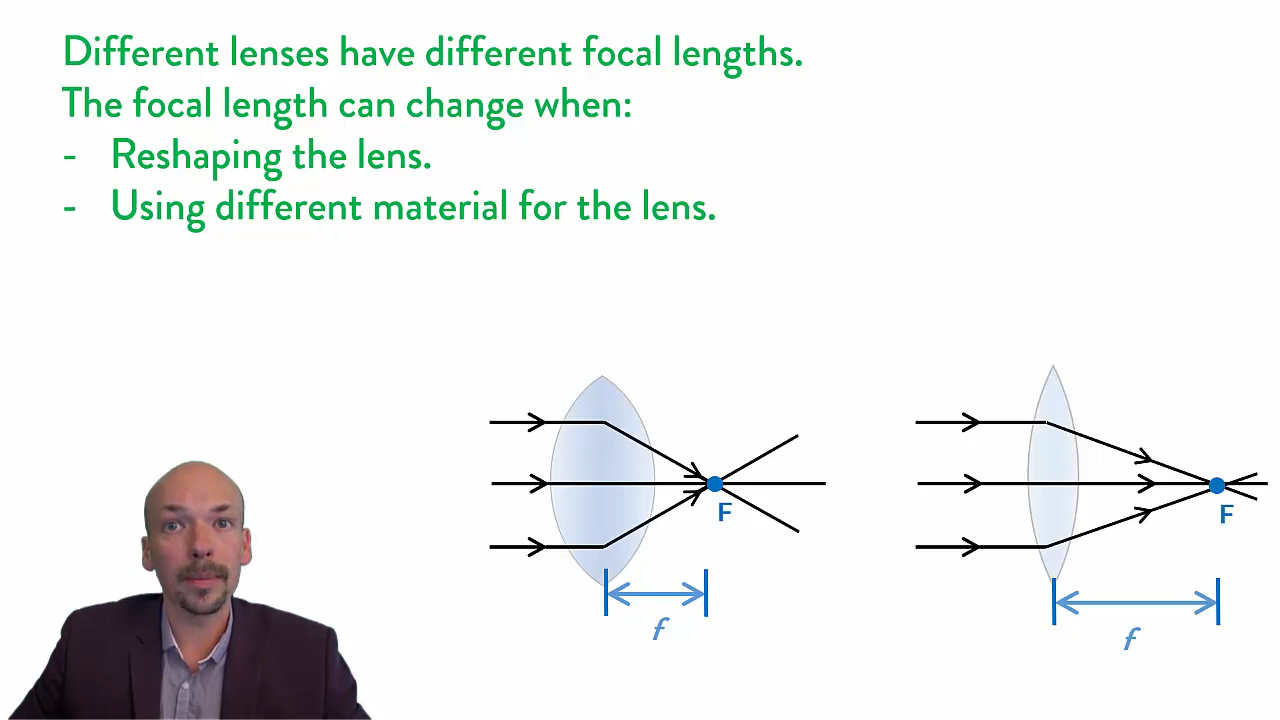 Different lenses have different focal lengths.
The focal length can change when:
- Reshaping the lens.
- Using different material for the lens.
F
F
f
f